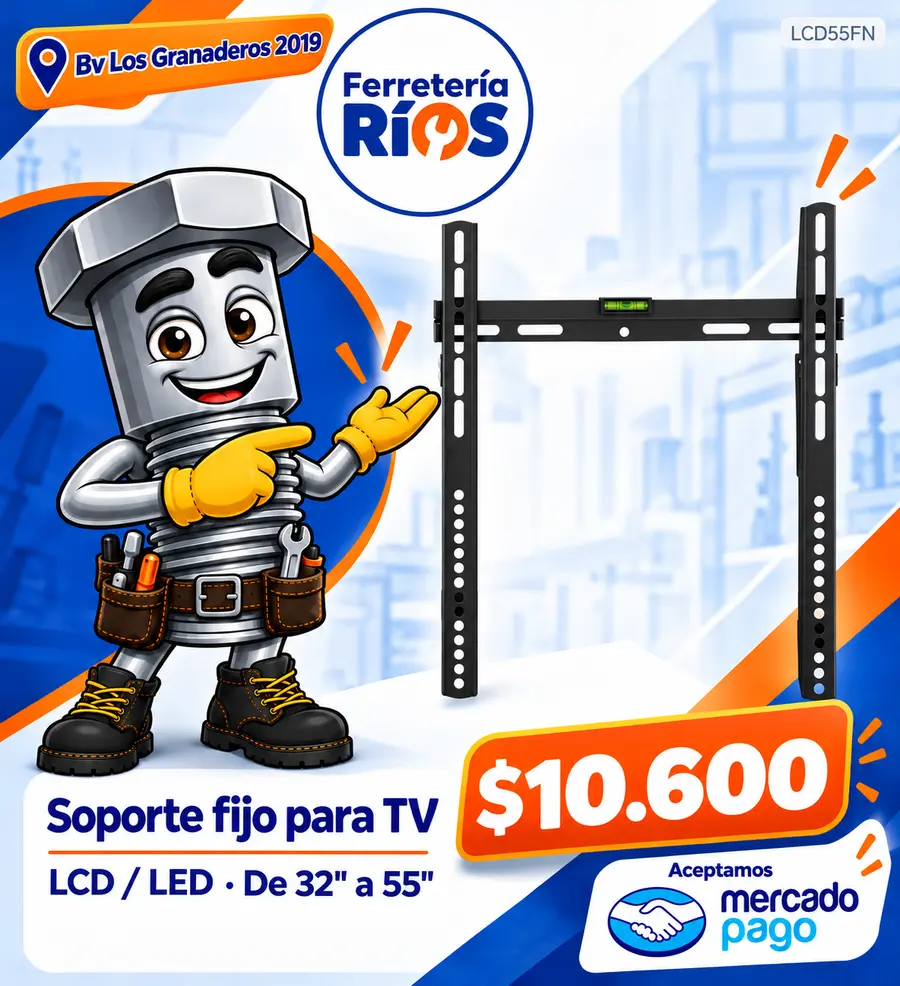 Bv Los Granaderos 2019
LCD55FN
Ferretería
Ríos
Soporte fijo para TV
LCD / LED · De 32" a 55"
$10.600
Aceptamos
mercado
pago